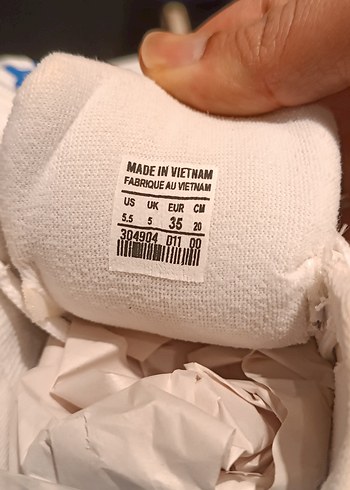 MADE IN VIETNAM
FABRIQUE AU VIETNAM
US UK EUR CM
5.5 5 35 20
304904 011 00